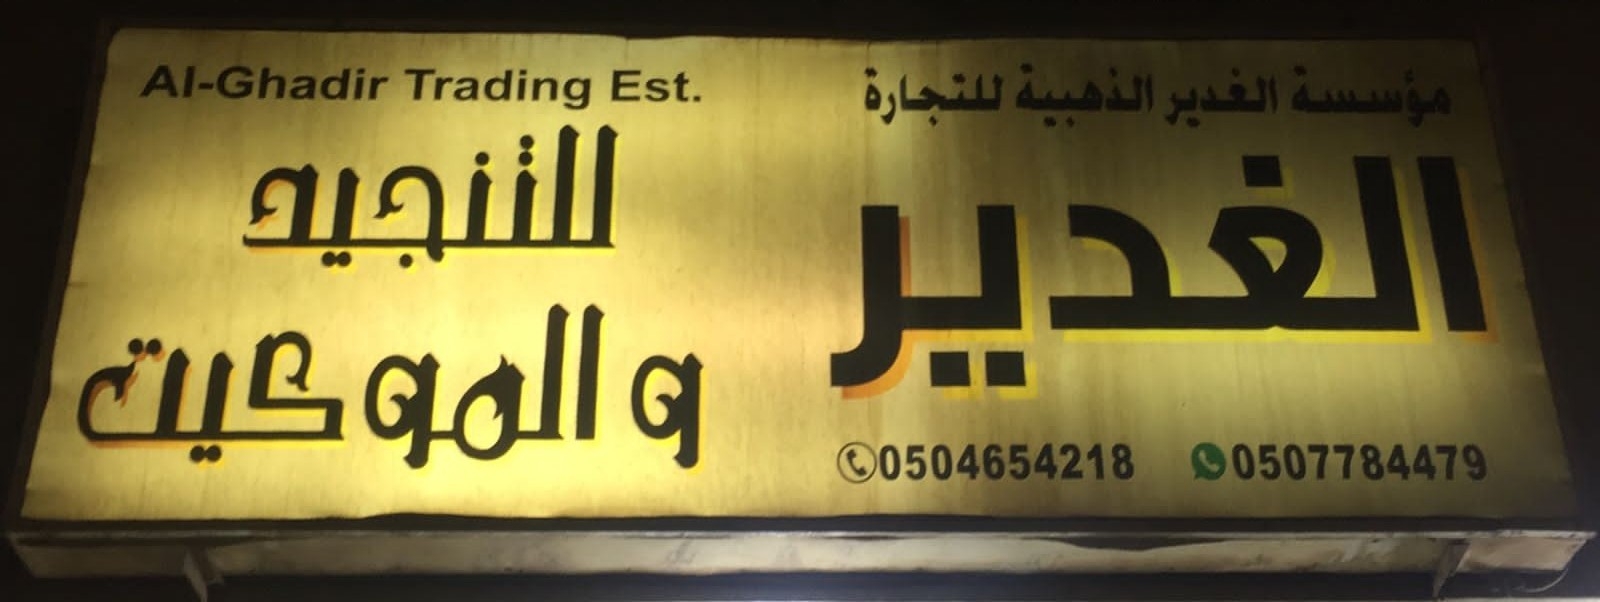 مؤسسة الغدير الذهبية للتجارة
الغدير
0504654218 0507784479
Al-Ghadir Trading Est.
للتنجيد
والموكيت